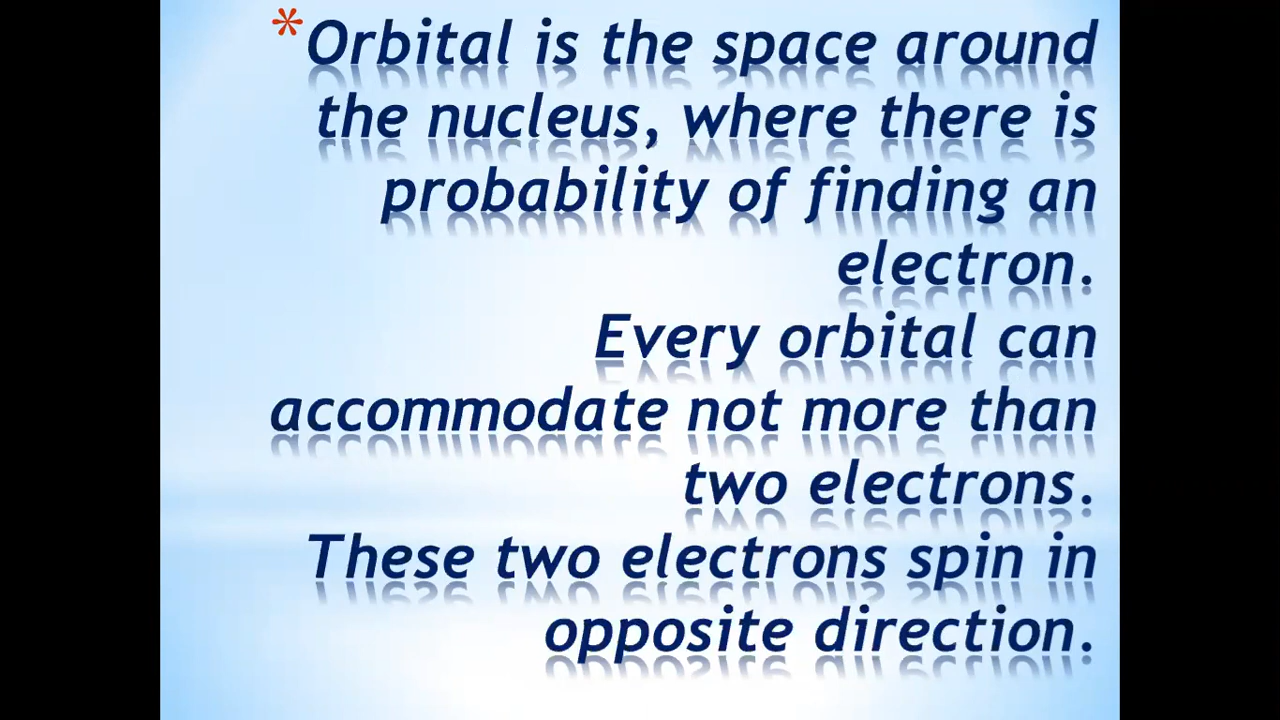 *Orbital is the space around
the nucleus, where there is
probability of finding an
electron.
Every orbital can
accommodate not more than
two electrons.
These two electrons spin in
opposite direction.